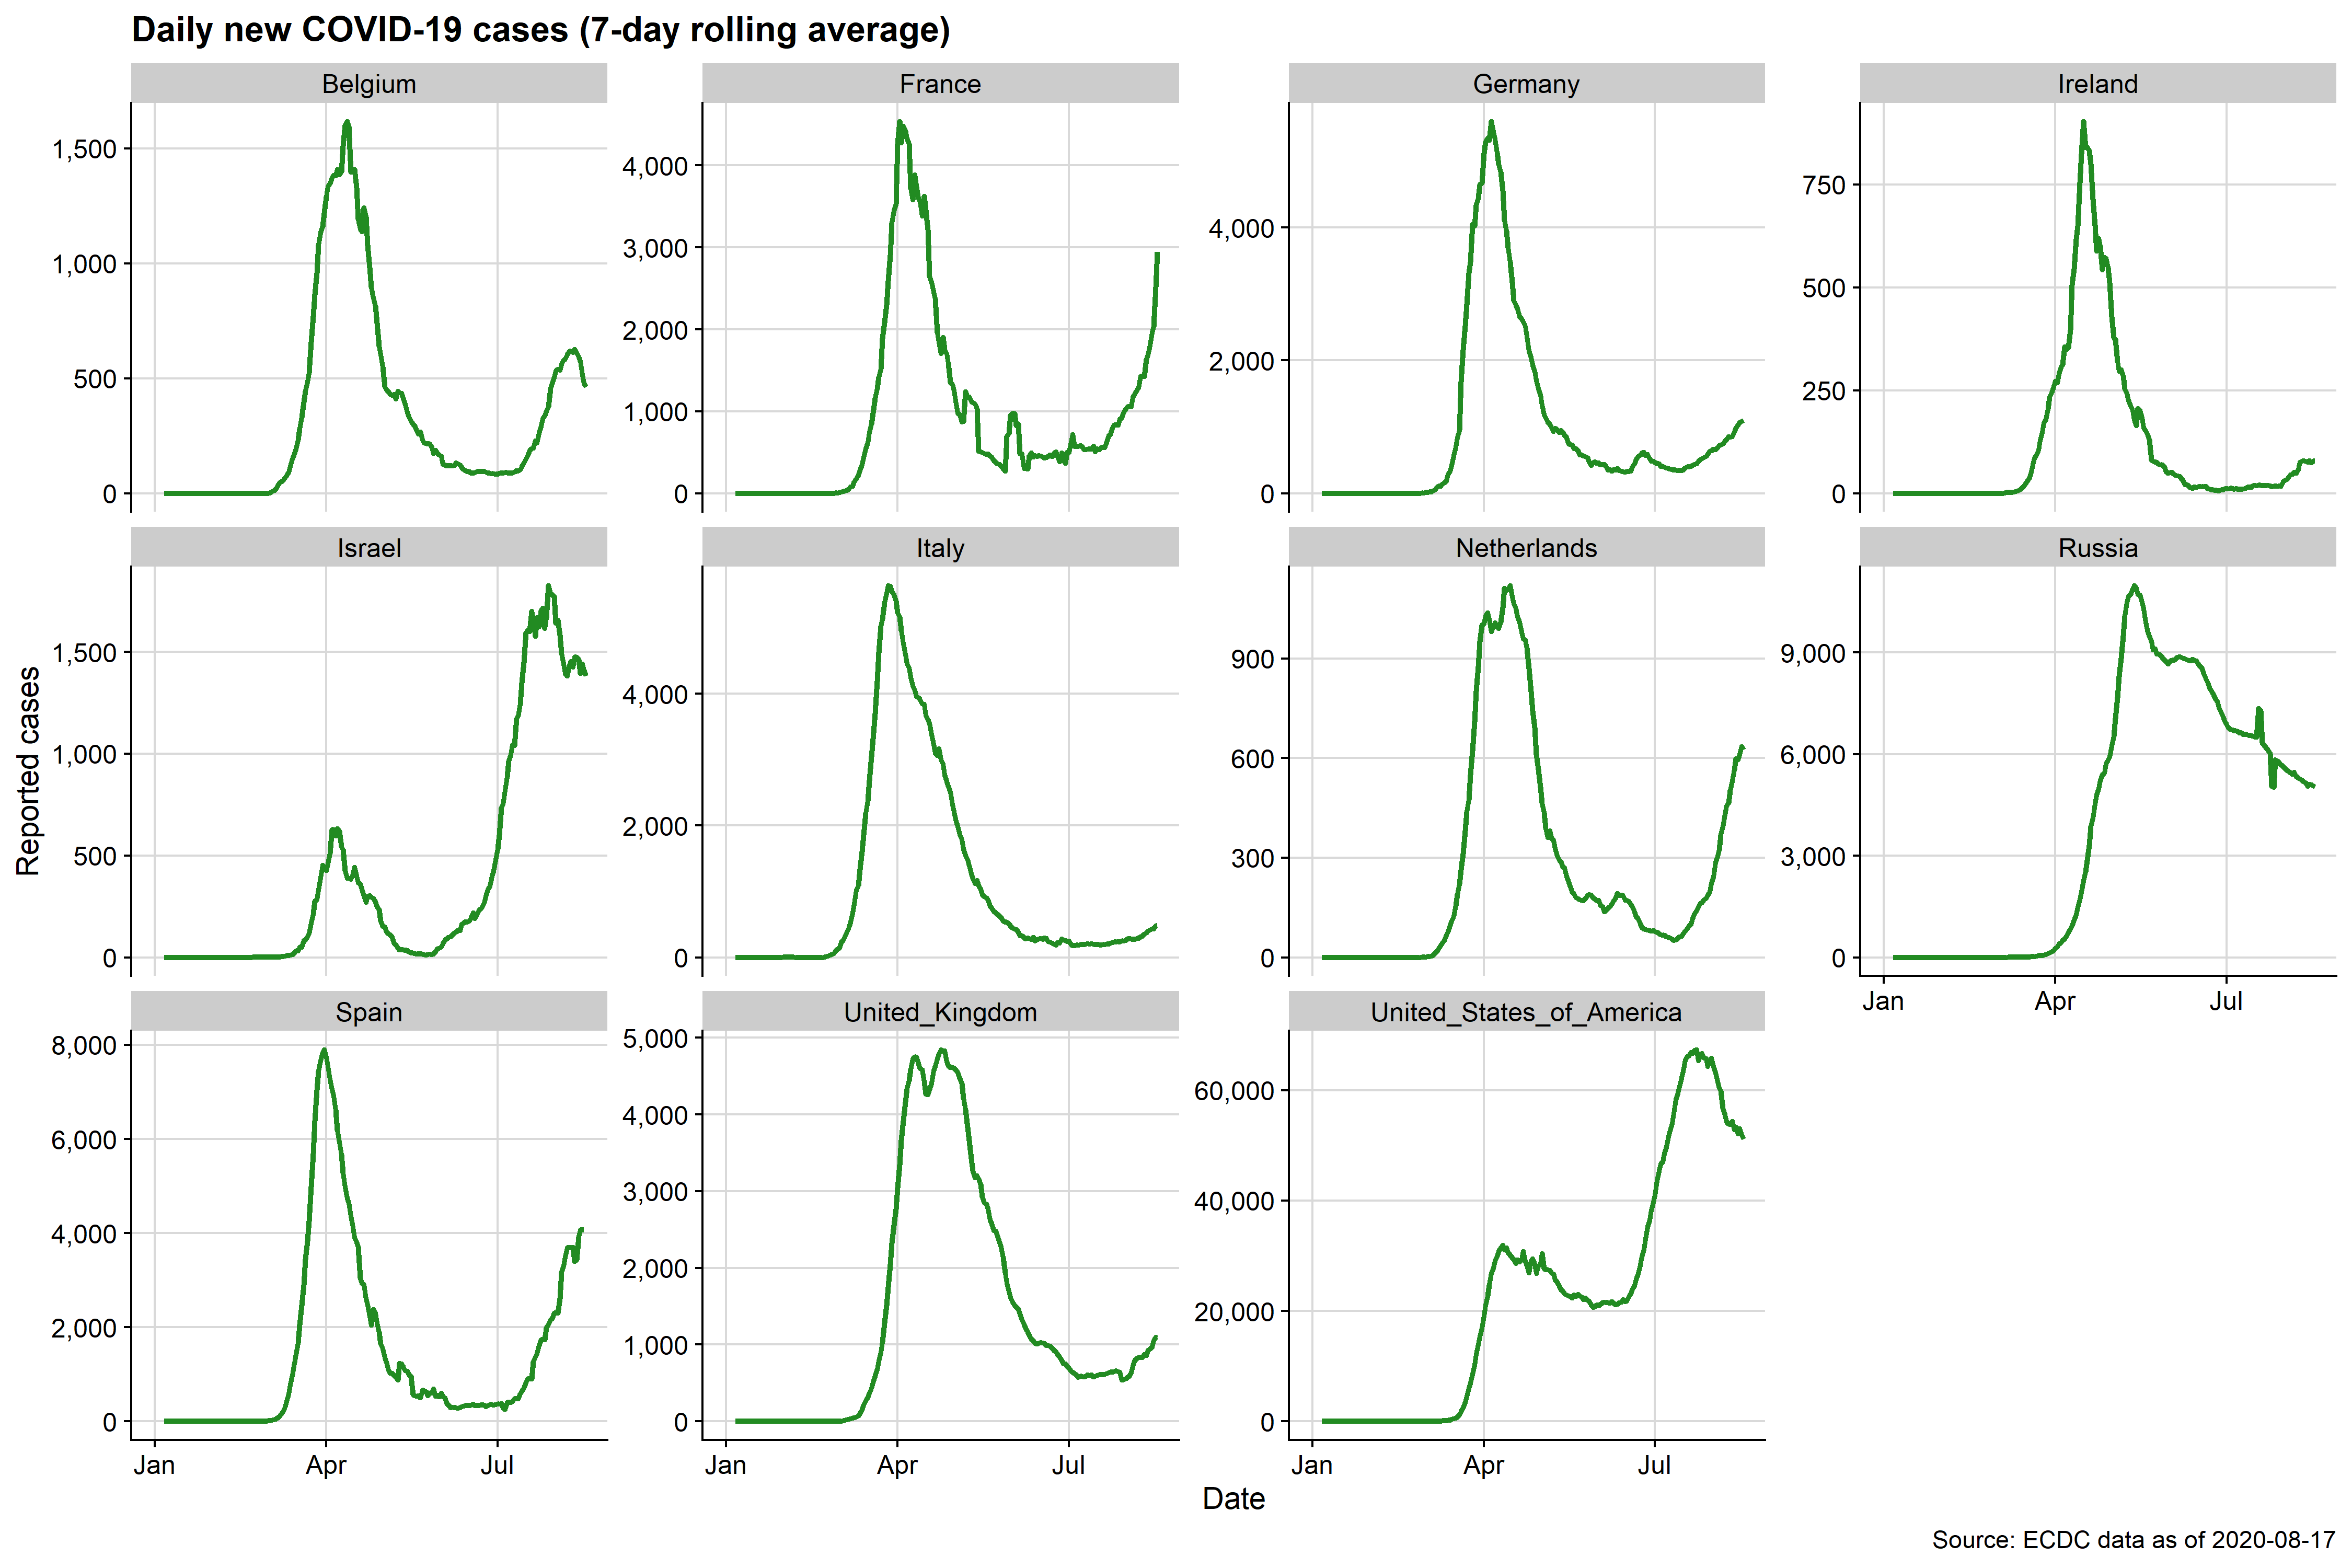 Daily new COVID-19 cases (7-day rolling average)
Belgium
France
Germany
Ireland
1,500
1,000
500
0
4,000
3,000
2,000
1,000
0
4,000
2,000
0
750
500
250
0
Israel
Italy
Netherlands
Russia
1,500
1,000
500
0
4,000
2,000
0
900
600
300
0
9,000
6,000
3,000
0
Jan
Apr
Jul
Spain
United_Kingdom
United_States_of_America
8,000
6,000
4,000
2,000
0
5,000
4,000
3,000
2,000
1,000
0
60,000
40,000
20,000
0
Jan
Apr
Jul
Jan
Apr
Jul
Jan
Apr
Jul
Reported cases
Date
Source: ECDC data as of 2020-08-17